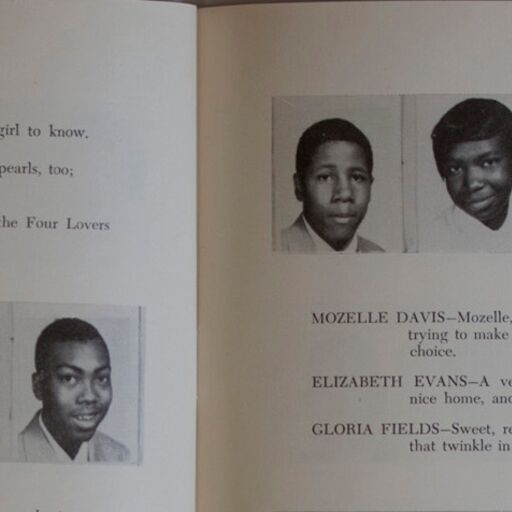 girl to know.
pearls, too;
the Four Lovers
MOZELLE DAVIS—Mozelle,
trying to make
choice.
ELIZABETH EVANS—A ve
nice home, and
GLORIA FIELDS—Sweet, re
that twinkle in